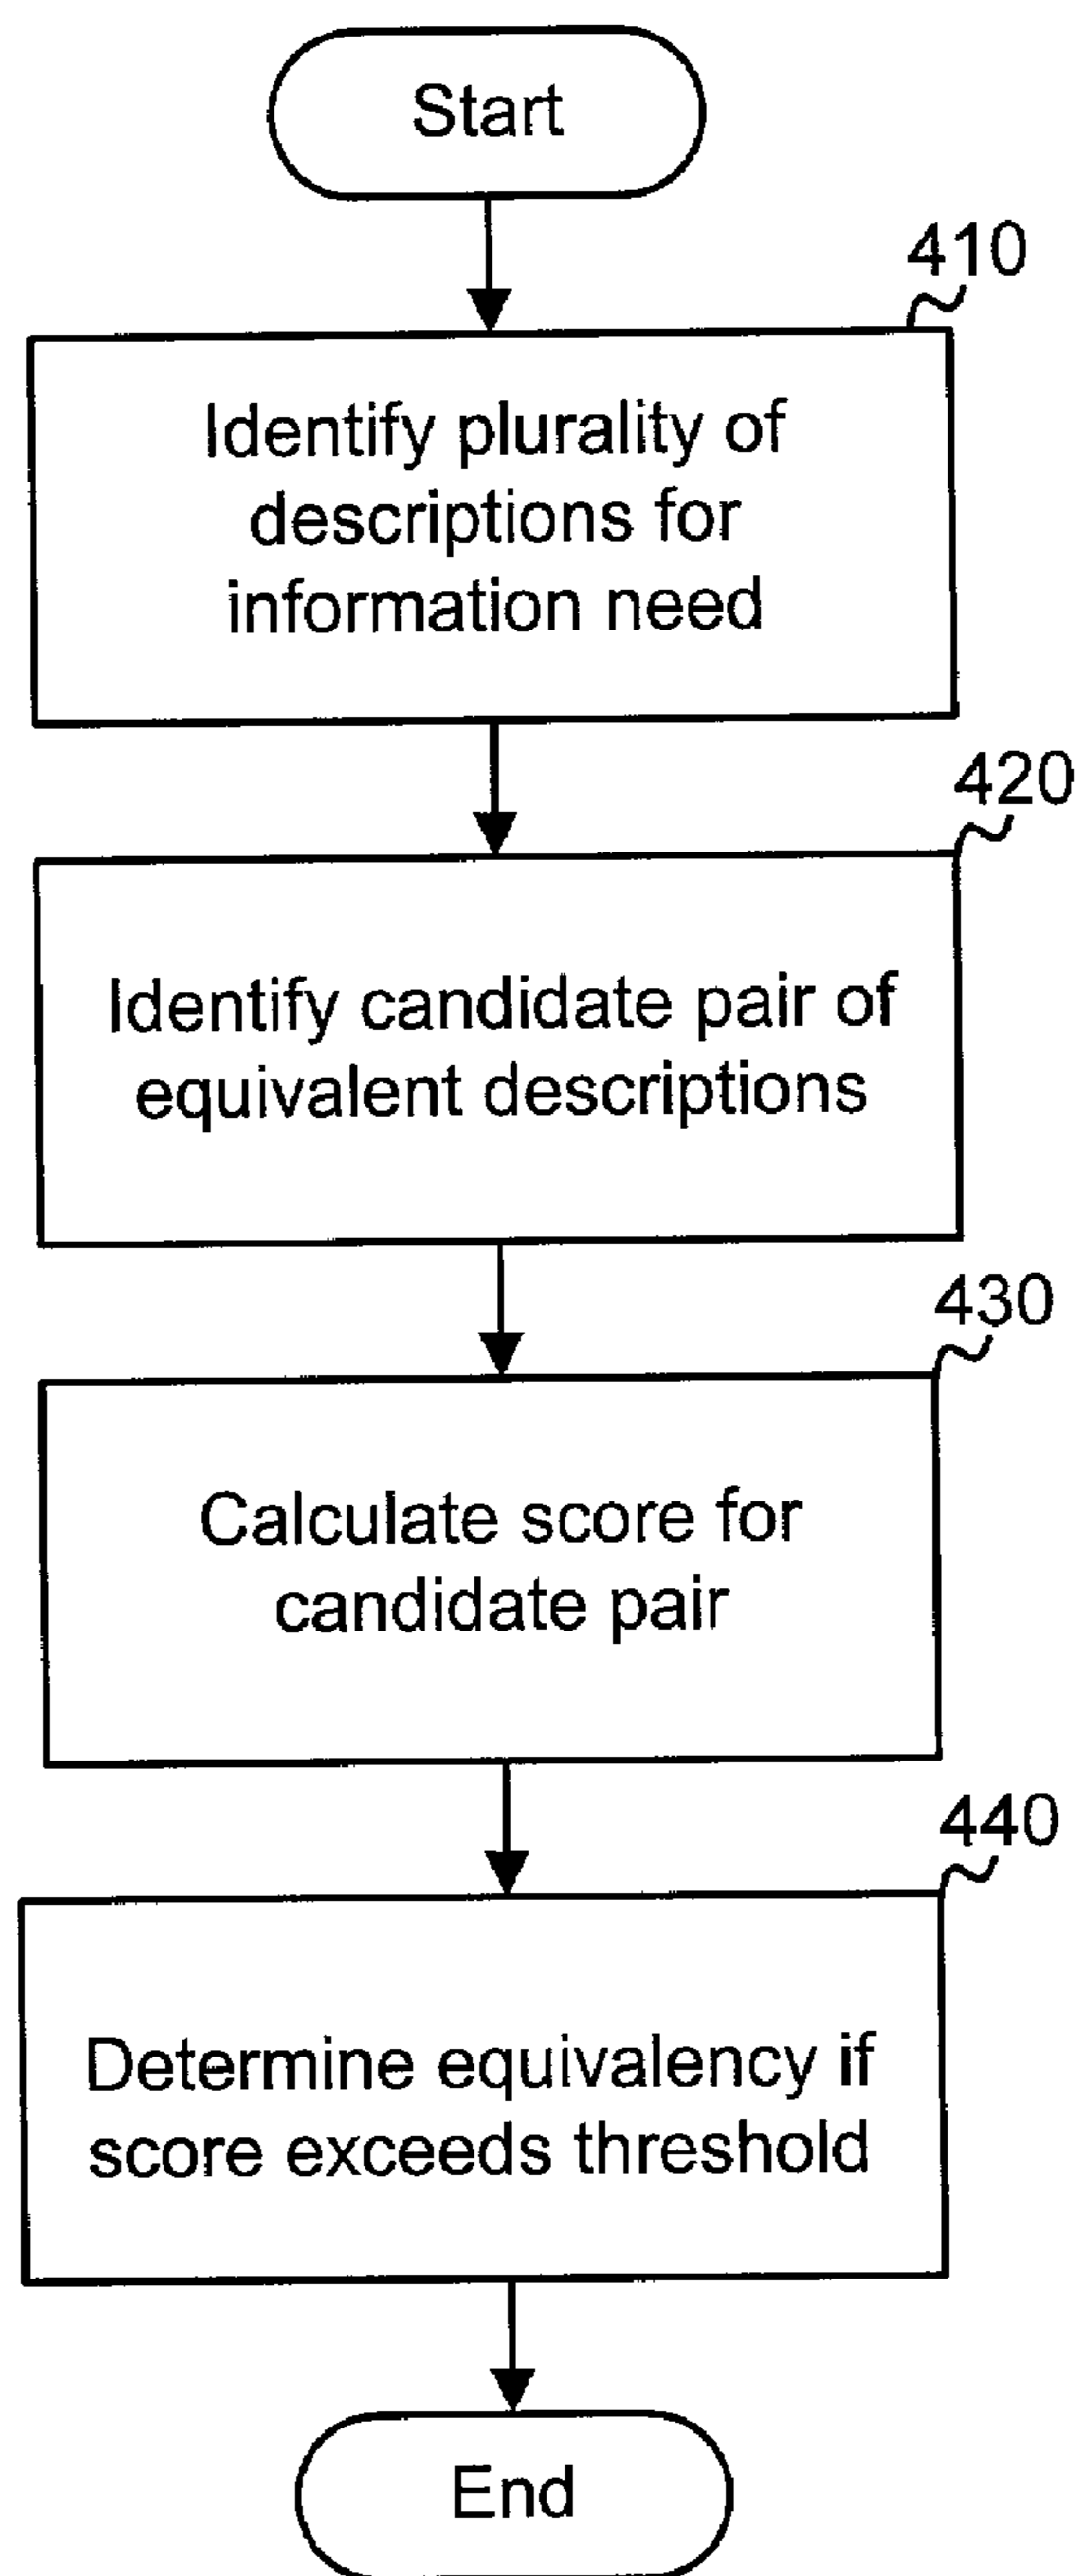 Start
410
Identify plurality of
descriptions for
information need
420
Identify candidate pair of
equivalent descriptions
430
Calculate score for
candidate pair
440
Determine equivalency if
score exceeds threshold
End